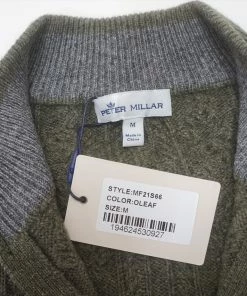 PETER MILLAR
M
Made in
China
STYLE:MF21S66
COLOR:OLEAF
SIZE:M
194624530927